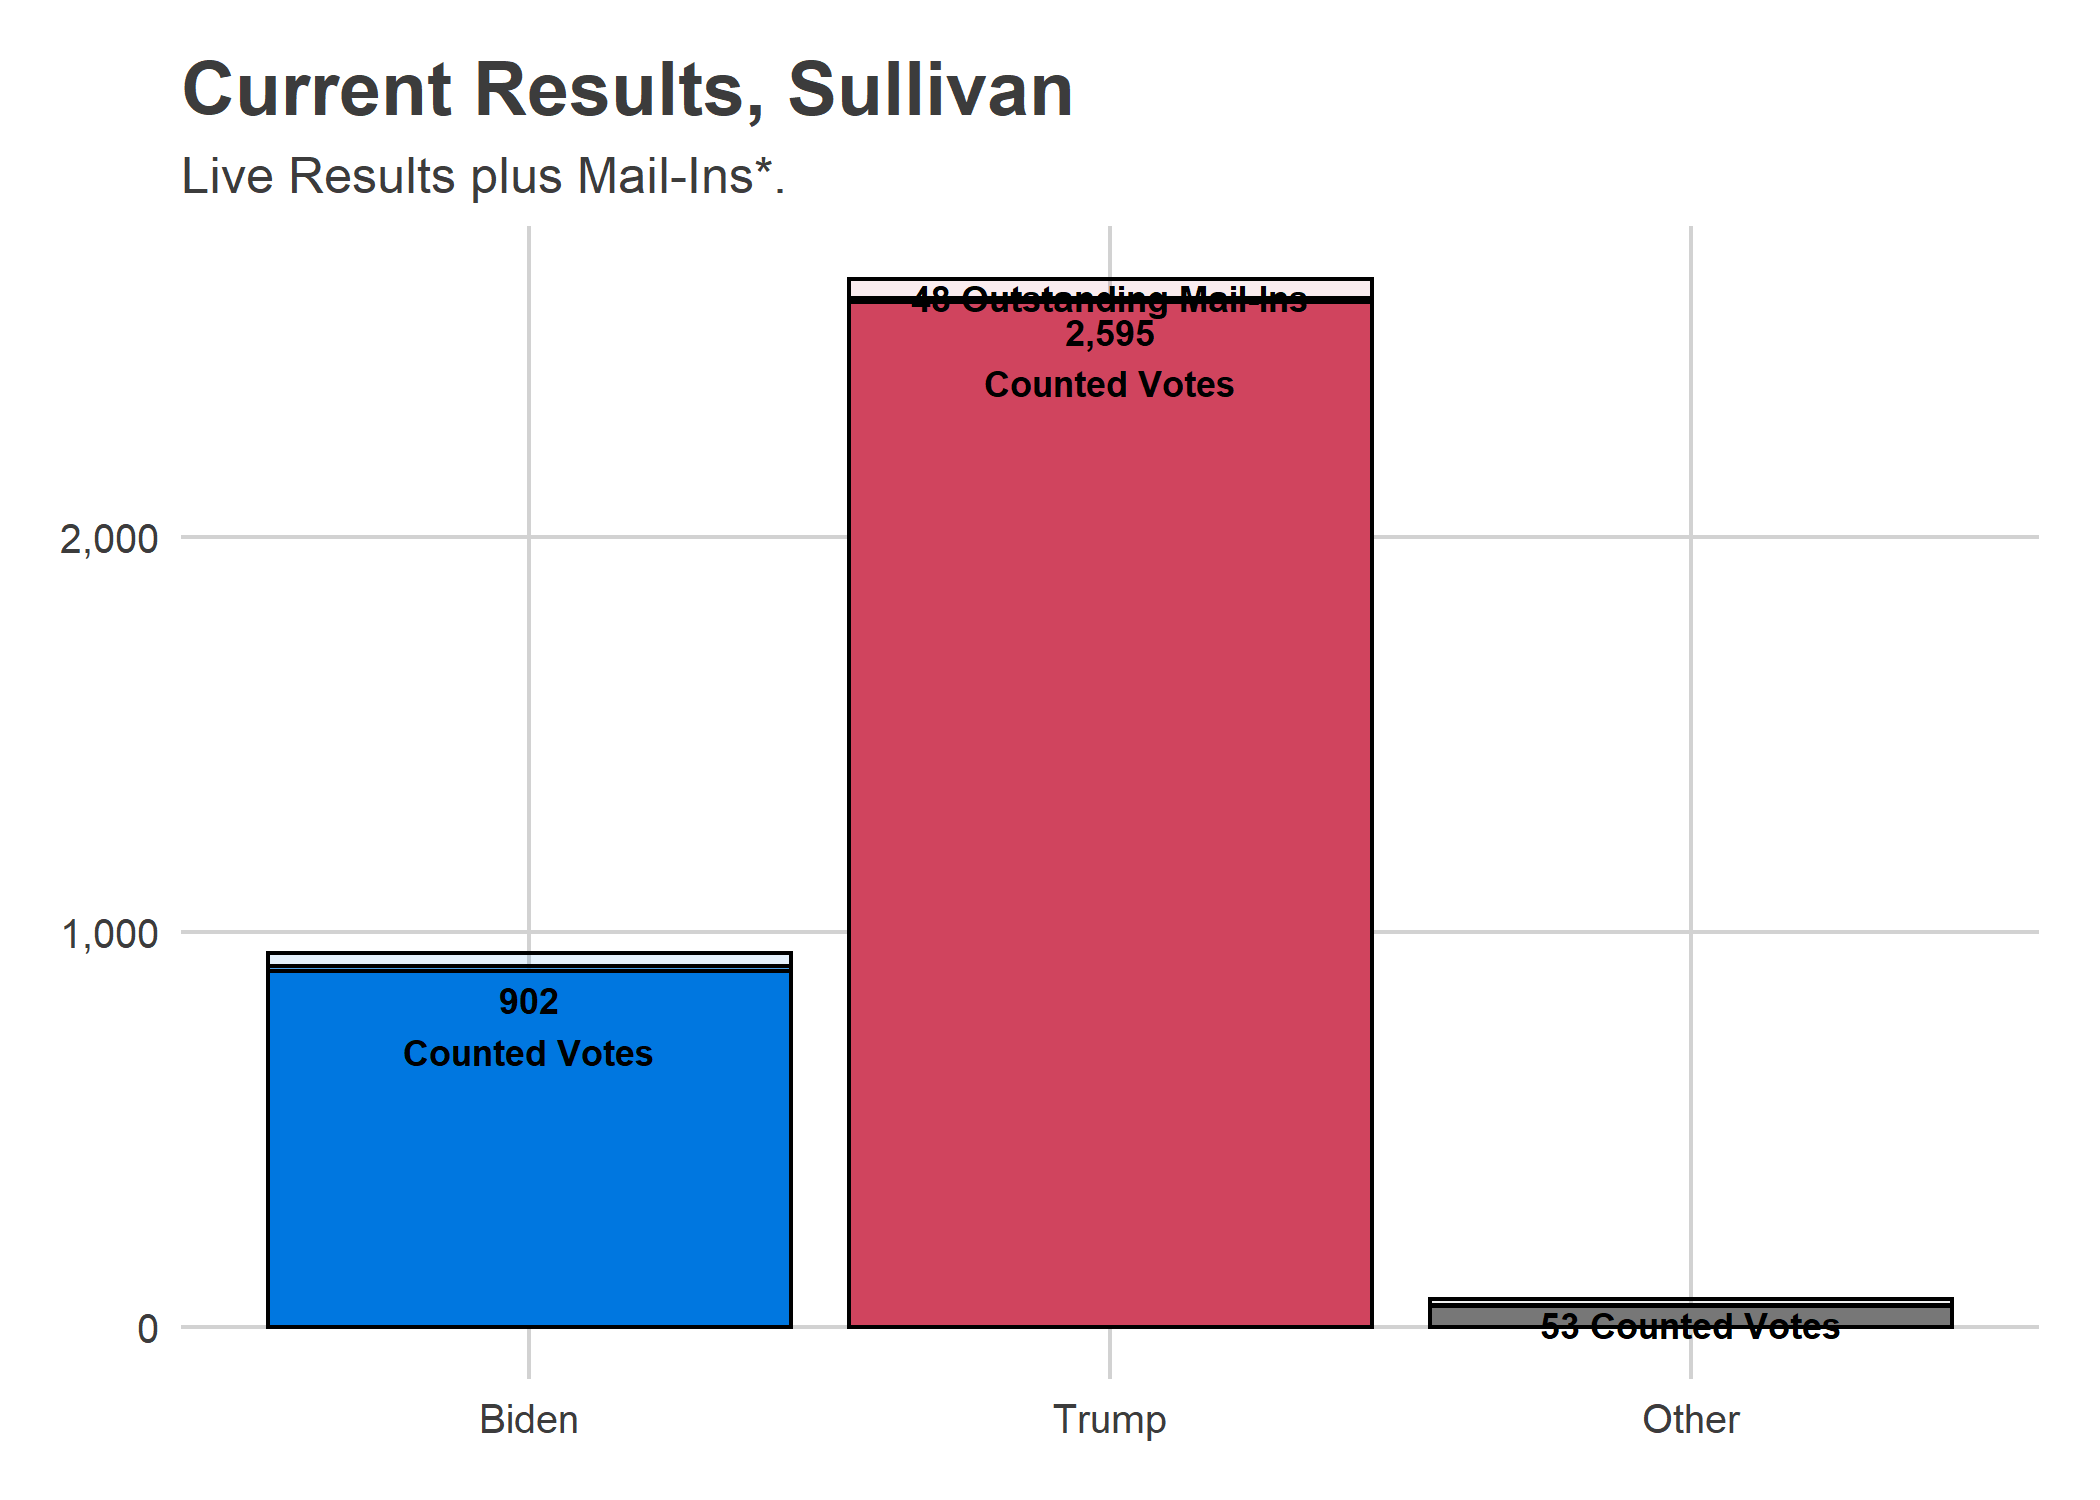 Current Results, Sullivan
Live Results plus Mail-Ins*.
48 Outstanding Mail-Ins
2,595
Counted Votes
2,000
1,000
902
Counted Votes
53 Counted Votes
0
Biden
Trump
Other